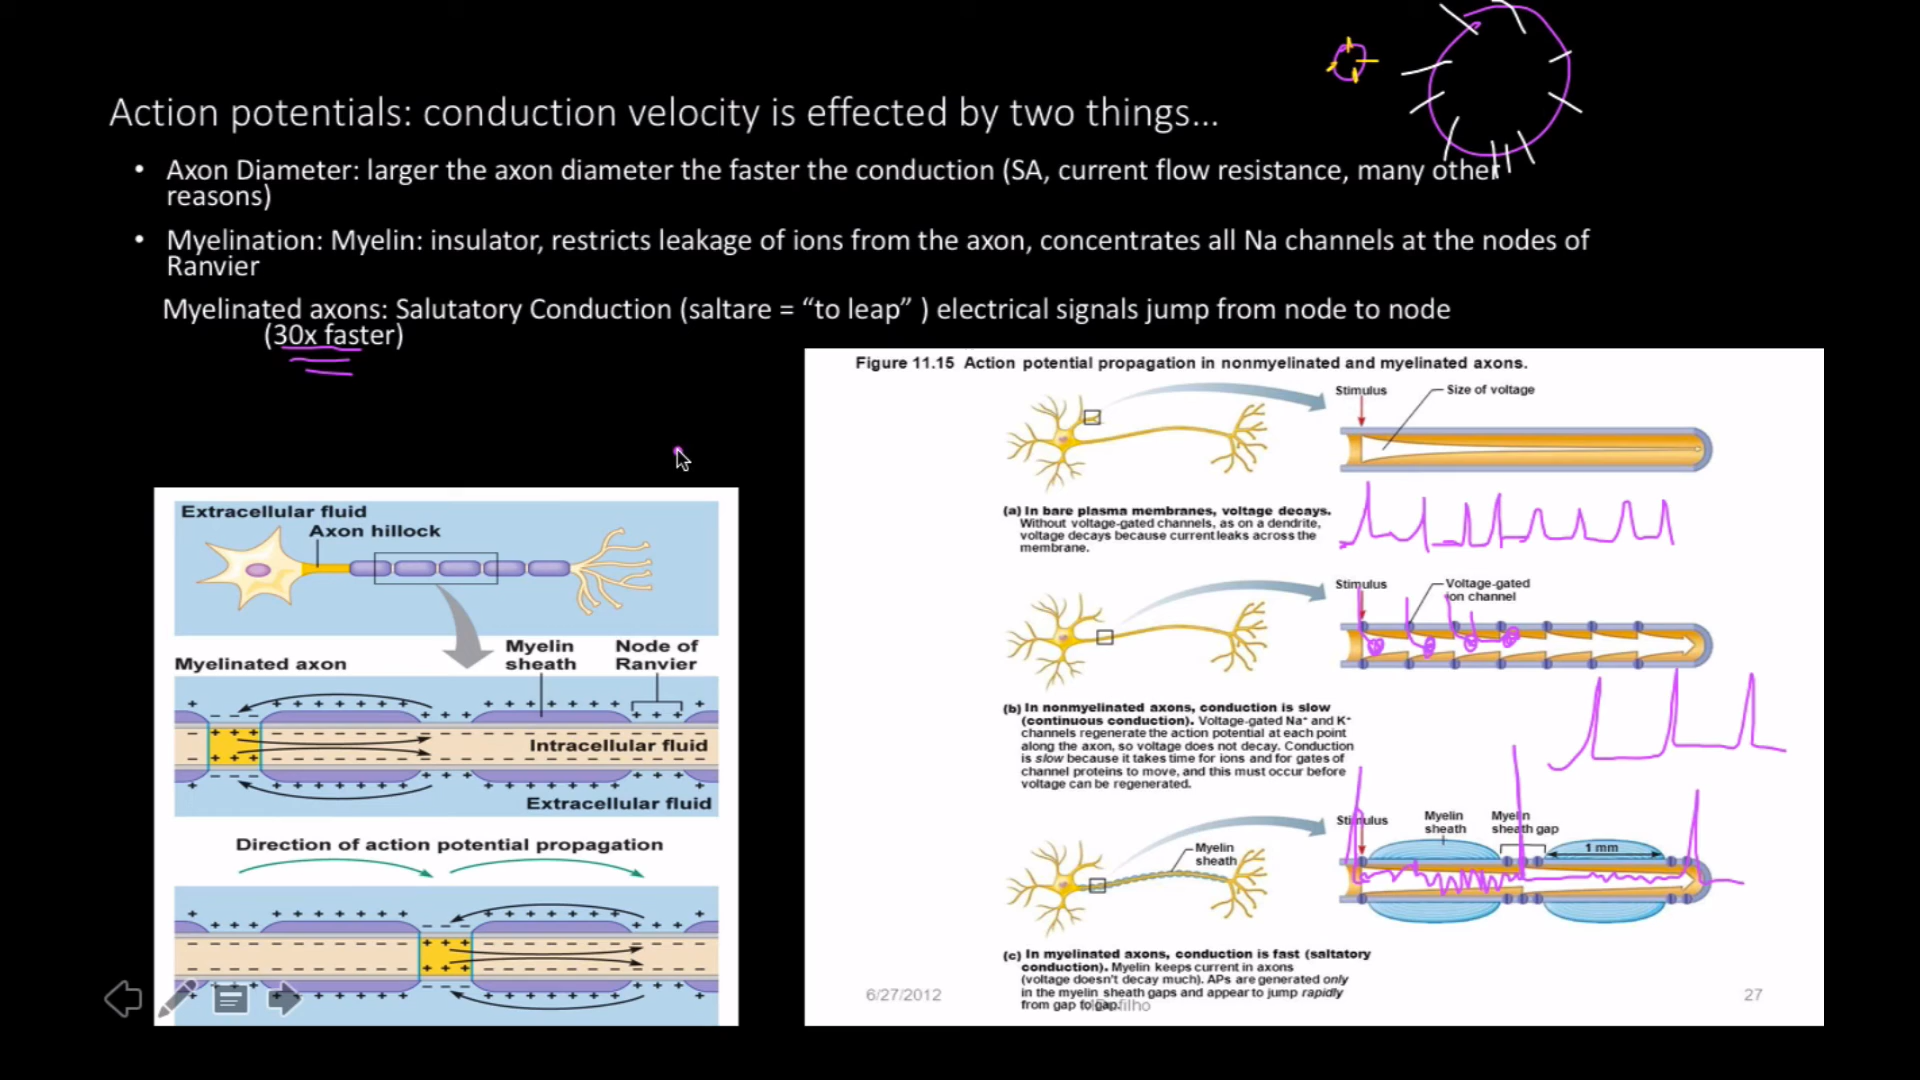 Action potentials: conduction velocity is effected by two things...
• Axon Diameter: larger the axon diameter the faster the conduction (SA, current flow resistance, many other
reasons)
• Myelination: Myelin: insulator, restricts leakage of ions from the axon, concentrates all Na channels at the nodes of
Ranvier
Myelinated axons: Salutatory Conduction (saltare = “to leap” ) electrical signals jump from node to node
(30x faster)
Extracellular fluid
Axon hillock
Myelinated axon
Myelin
sheath
Node of
Ranvier
Intracellular fluid
Extracellular fluid
Direction of action potential propagation
Figure 11.15 Action potential propagation in nonmyelinated and myelinated axons.
Stimulus
Size of voltage
(a) In bare plasma membranes, voltage decays.
Without voltage-gated channels, as on a dendrite,
voltage decays because current leaks across the
membrane.
Stimulus
Voltage-gated
ion channel
(b) In nonmyelinated axons, conduction is slow
(continuous conduction). Voltage-gated Na⁺ and K⁺
channels regenerate the action potential at each point
along the axon, so voltage does not decay. Conduction
is slow because it takes time for ions and for gates of
channel proteins to move, and this must occur before
voltage can be regenerated.
Stimulus
Myelin
sheath
Myelin
sheath gap
1 mm
Myelin
sheath
(c) In myelinated axons, conduction is fast (saltatory
conduction). Myelin keeps current in axons
(voltage doesn't decay much). APs are generated only
in the myelin sheath gaps and appear to jump rapidly
from gap to gap.
6/27/2012
27